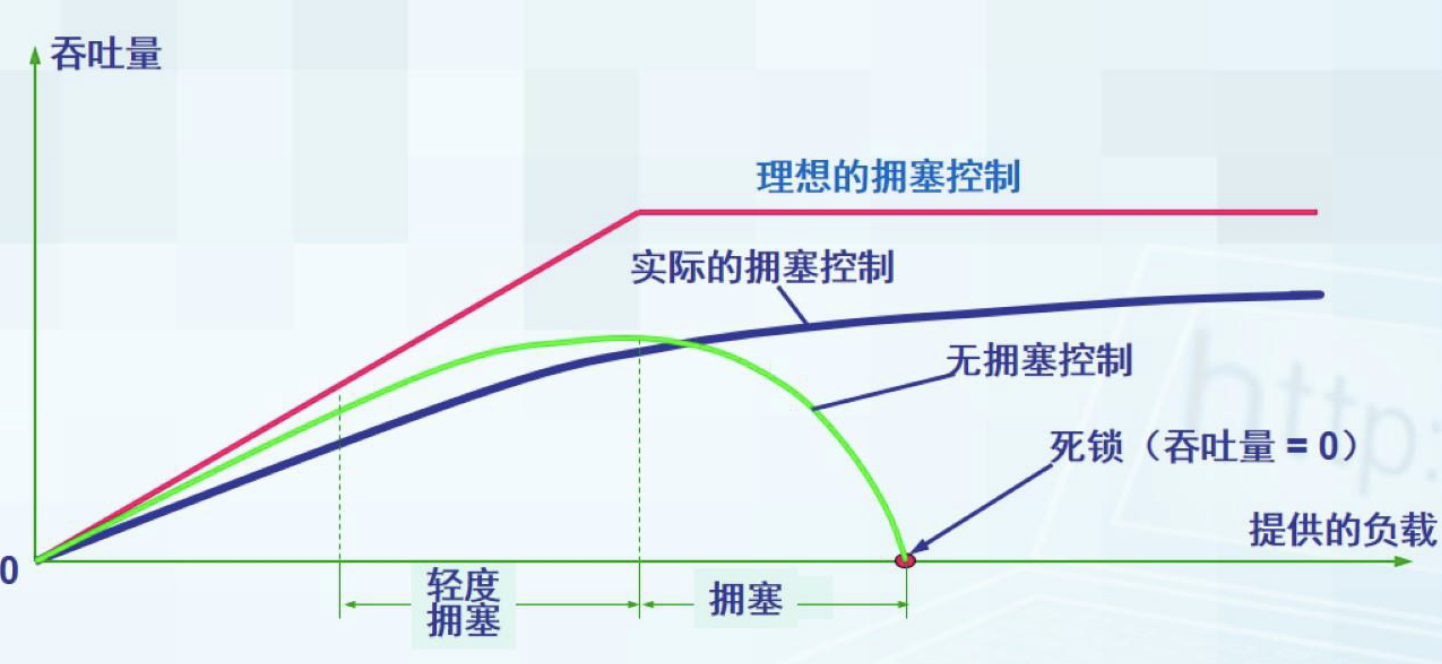 吞吐量
理想的拥塞控制
实际的拥塞控制
无拥塞控制
死锁（吞吐量 = 0）
提供的负载
0
轻度
拥塞
拥塞
http: